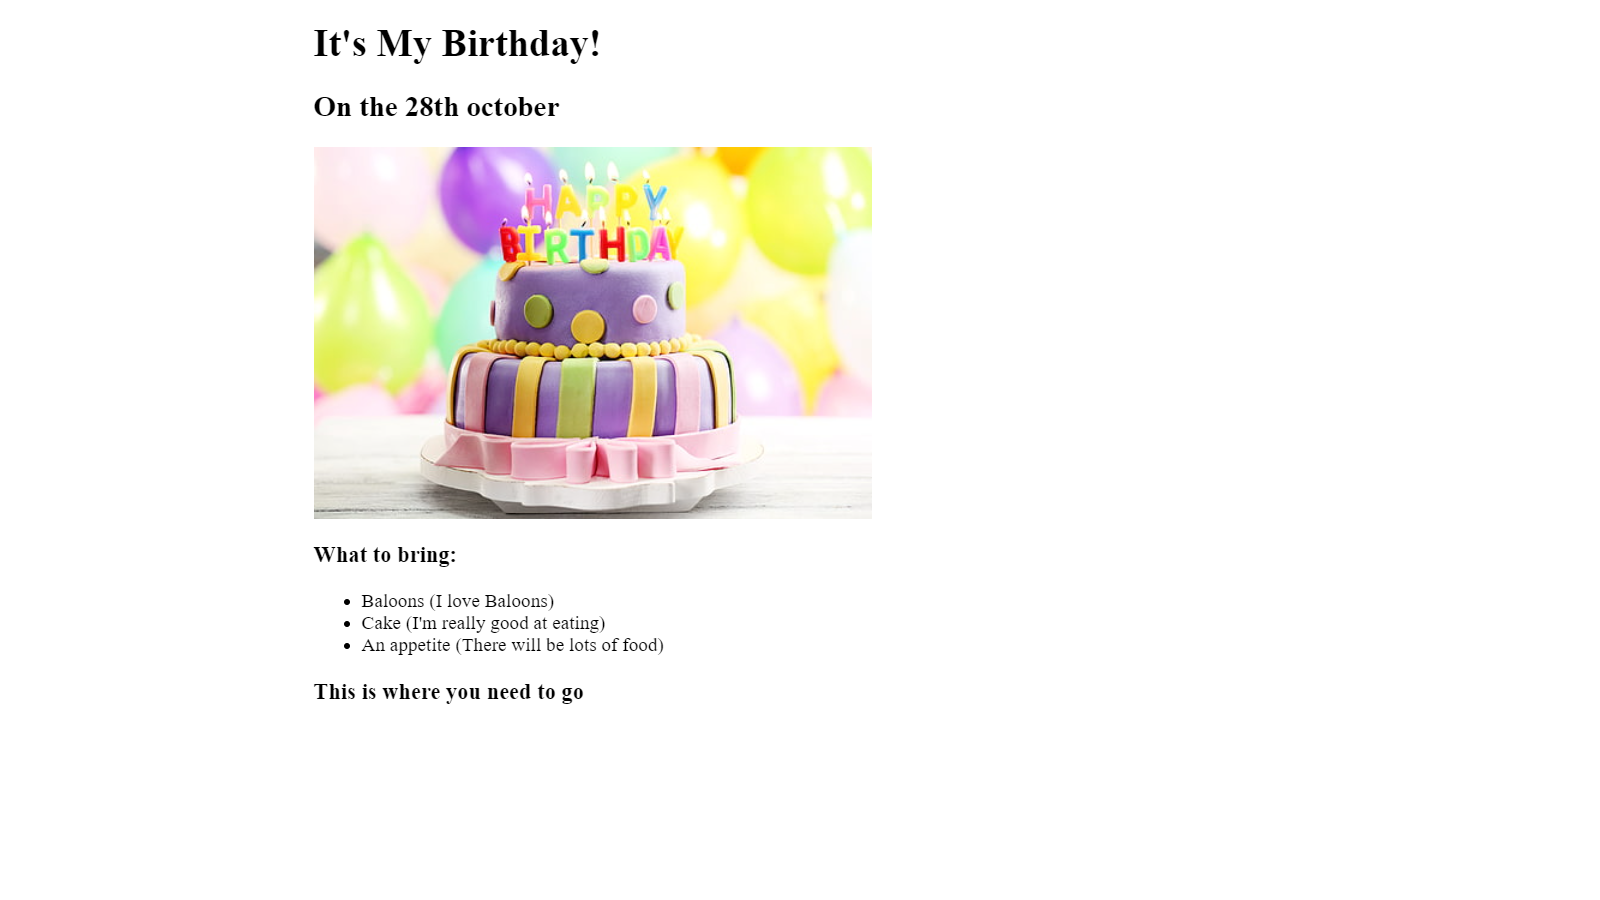 It's My Birthday!
On the 28th october
HAPPY
BIRTHDAY
What to bring:
Baloons (I love Baloons)
Cake (I'm really good at eating)
An appetite (There will be lots of food)
This is where you need to go